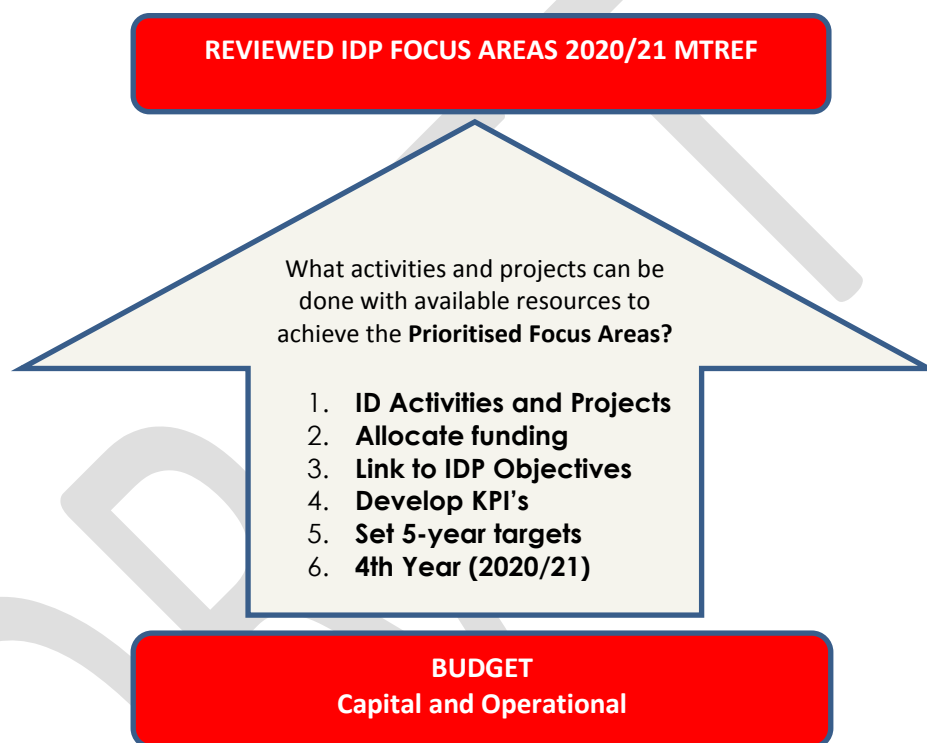 REVIEWED IDP FOCUS AREAS 2020/21 MTREF
What activities and projects can be
done with available resources to
achieve the Prioritised Focus Areas?
1. ID Activities and Projects
2. Allocate funding
3. Link to IDP Objectives
4. Develop KPI's
5. Set 5-year targets
6. 4th Year (2020/21)
BUDGET
Capital and Operational